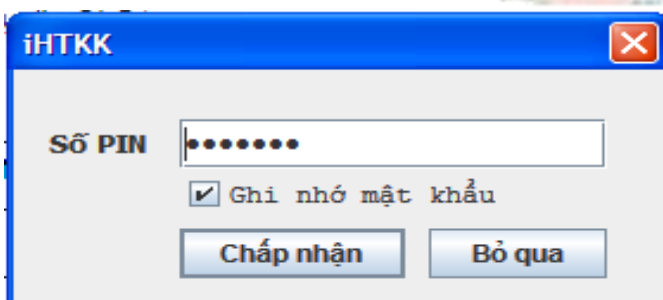 iHTKK
Số PIN •••••••
Ghi nhớ mật khẩu
Chấp nhận Bỏ qua